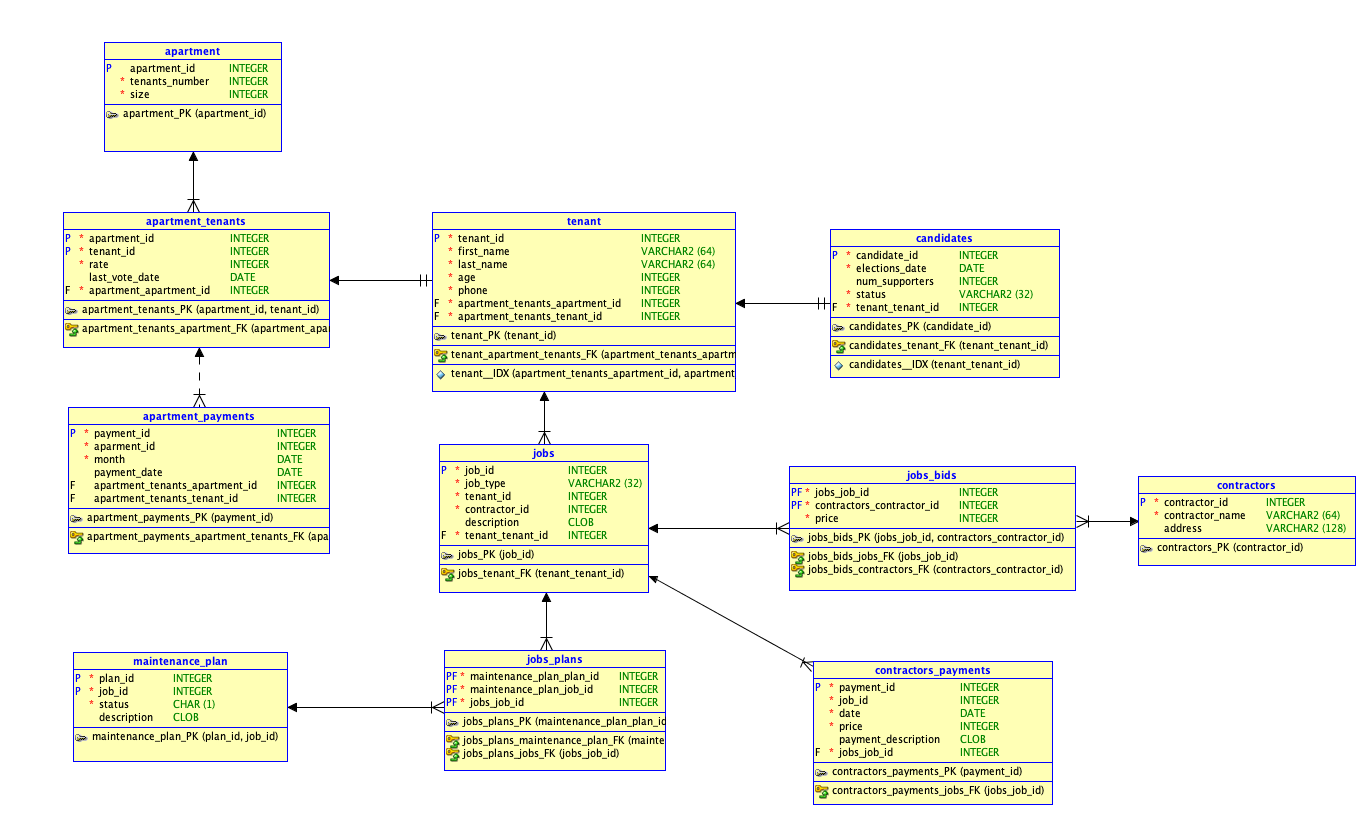 apartment
P apartment_id INTEGER
* tenants_number INTEGER
* size INTEGER
apartment_PK (apartment_id)
apartment_tenants
P * apartment_id INTEGER
P * tenant_id INTEGER
* rate INTEGER
last_vote_date DATE
F * apartment_apartment_id INTEGER
apartment_tenants_PK (apartment_id, tenant_id)
apartment_tenants_apartment_FK (apartment_apa
tenant
P * tenant_id INTEGER
* first_name VARCHAR2 (64)
* last_name VARCHAR2 (64)
* age INTEGER
* phone INTEGER
F * apartment_tenants_apartment_id INTEGER
F * apartment_tenants_tenant_id INTEGER
tenant_PK (tenant_id)
tenant_apartment_tenants_FK (apartment_tenants_apartm
tenant__IDX (apartment_tenants_apartment_id, apartment
candidates
P * candidate_id INTEGER
* elections_date DATE
num_supporters INTEGER
* status VARCHAR2 (32)
F * tenant_tenant_id INTEGER
candidates_PK (candidate_id)
candidates_tenant_FK (tenant_tenant_id)
candidates__IDX (tenant_tenant_id)
apartment_payments
P * payment_id INTEGER
* aparment_id INTEGER
* month DATE
payment_date DATE
F apartment_tenants_apartment_id INTEGER
F apartment_tenants_tenant_id INTEGER
apartment_payments_PK (payment_id)
apartment_payments_apartment_tenants_FK (apa
jobs
P * job_id INTEGER
* job_type VARCHAR2 (32)
* tenant_id INTEGER
* contractor_id INTEGER
description CLOB
F * tenant_tenant_id INTEGER
jobs_PK (job_id)
jobs_tenant_FK (tenant_tenant_id)
jobs_bids
PF * jobs_job_id INTEGER
PF * contractors_contractor_id INTEGER
* price INTEGER
jobs_bids_PK (jobs_job_id, contractors_contractor_id)
jobs_bids_jobs_FK (jobs_job_id)
jobs_bids_contractors_FK (contractors_contractor_id)
contractors
P * contractor_id INTEGER
* contractor_name VARCHAR2 (64)
address VARCHAR2 (128)
contractors_PK (contractor_id)
maintenance_plan
P * plan_id INTEGER
P * job_id INTEGER
* status CHAR (1)
description CLOB
maintenance_plan_PK (plan_id, job_id)
jobs_plans
PF * maintenance_plan_plan_id INTEGER
PF * maintenance_plan_job_id INTEGER
PF * jobs_job_id INTEGER
jobs_plans_PK (maintenance_plan_plan_id
jobs_plans_maintenance_plan_FK (mainte
jobs_plans_jobs_FK (jobs_job_id)
contractors_payments
P * payment_id INTEGER
* job_id INTEGER
* date DATE
* price INTEGER
payment_description CLOB
F * jobs_job_id INTEGER
contractors_payments_PK (payment_id)
contractors_payments_jobs_FK (jobs_job_id)